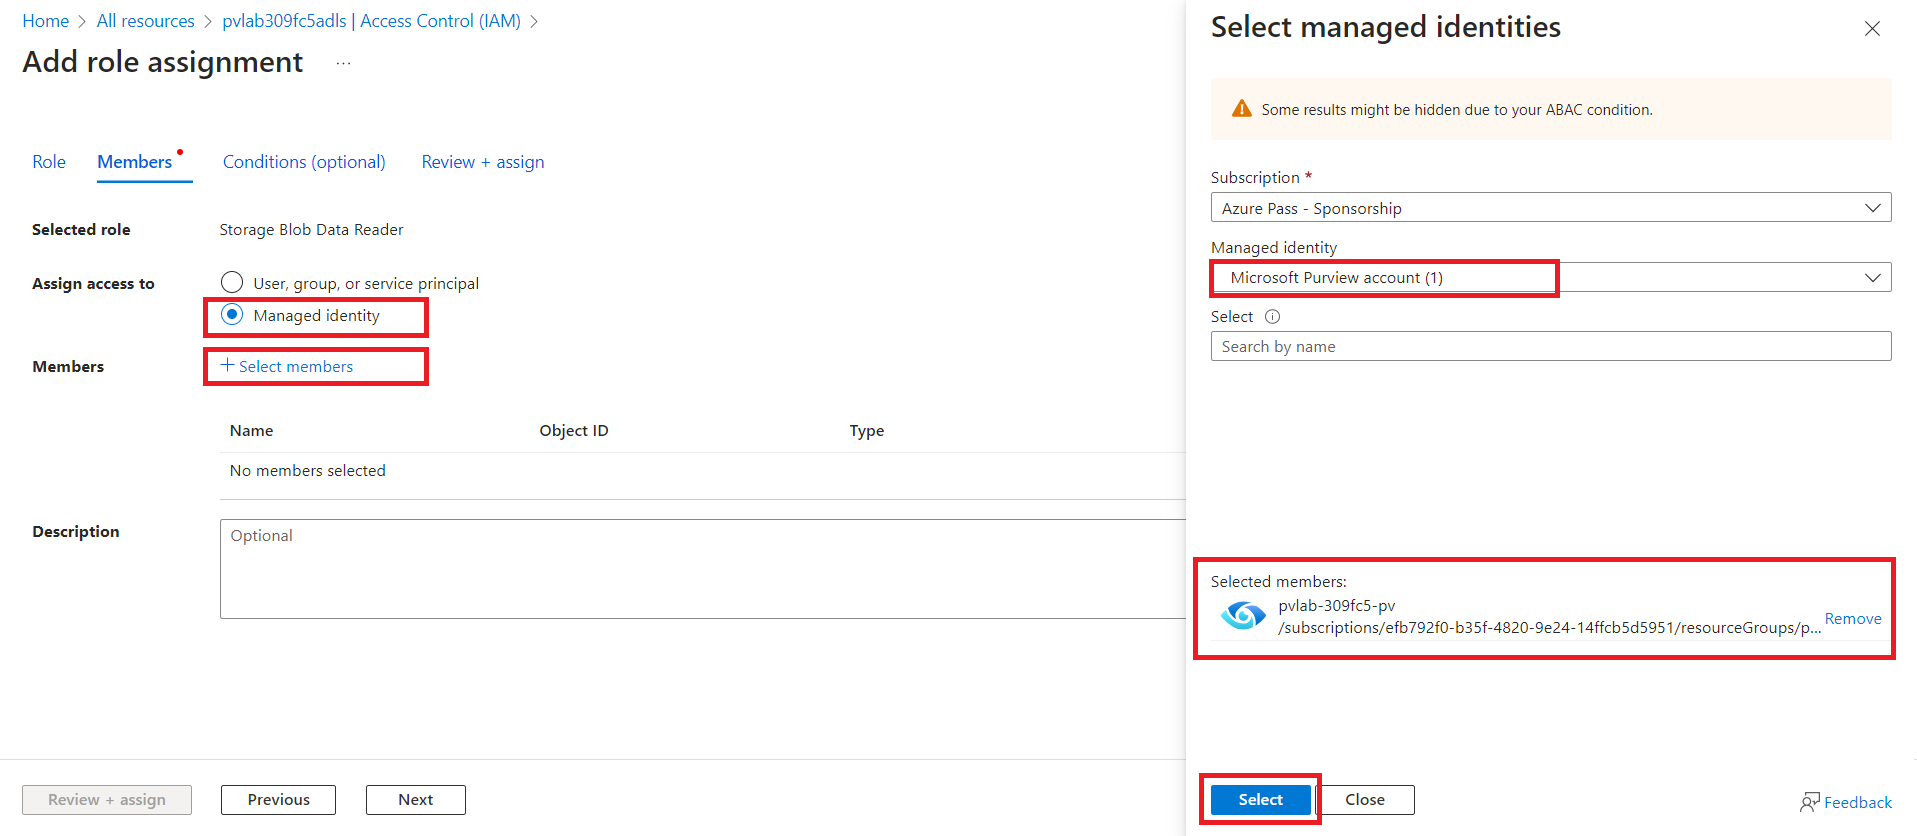 Home > All resources > pvlab309fc5adls | Access Control (IAM) >
Add role assignment ...
Role Members Conditions (optional) Review + assign
Selected role Storage Blob Data Reader
Assign access to User, group, or service principal
Managed identity
Members + Select members
Name Object ID Type
No members selected
Description Optional
Review + assign Previous Next
Select managed identities
Some results might be hidden due to your ABAC condition.
Subscription *
Azure Pass - Sponsorship
Managed identity
Microsoft Purview account (1)
Select
Search by name
Selected members:
pvlab-309fc5-pv
/subscriptions/efb792f0-b35f-4820-9e24-14ffcb5d5951/resourceGroups/p...
Remove
Select Close
Feedback